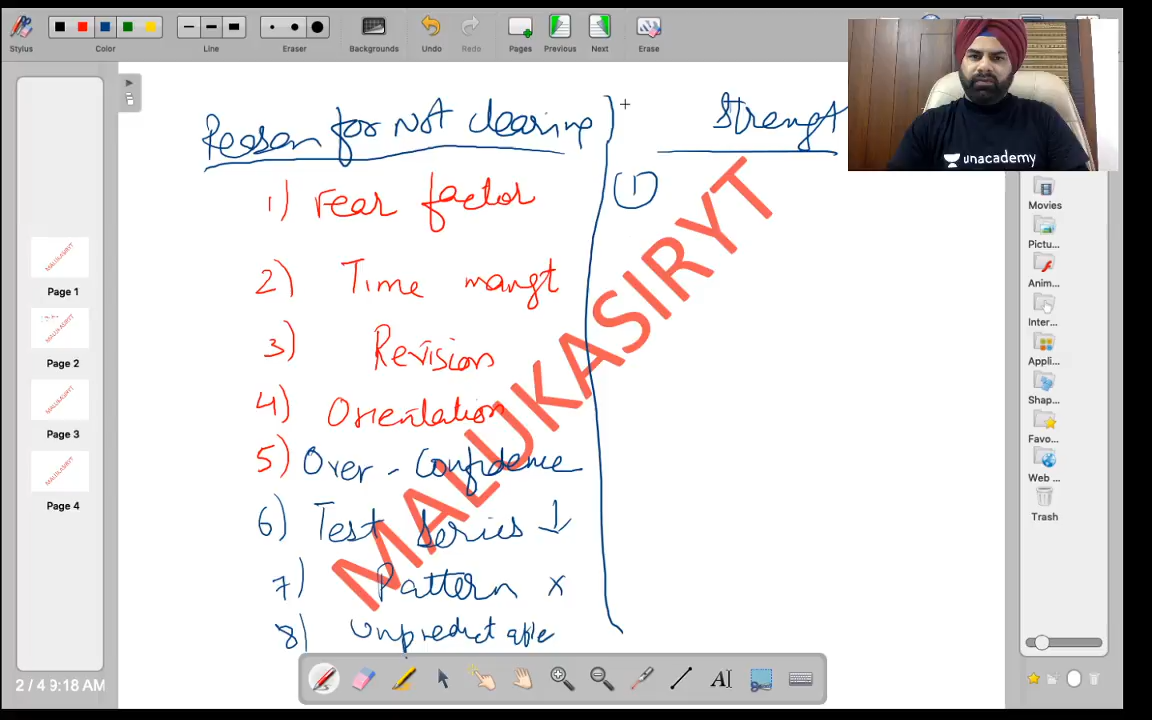 Stylus
Color
Line
Eraser
Backgrounds
Undo
Redo
Pages
Previous
Next
Erase
unacademy
Reason for Not clearing
Strengt
1) Fear factor
1
2) Time mangt
3) Revision
4) Orientation
5) Over - Confidence
6) Test Series ↓
7) Pattern x
8) Unpredictable
MALUKASIRYT
Page 1
Page 2
Page 3
Page 4
2 / 4 9:18 AM
Movies
Pictu...
Anim...
Inter...
Appli...
Shap...
Favo...
Web ...
Trash
A